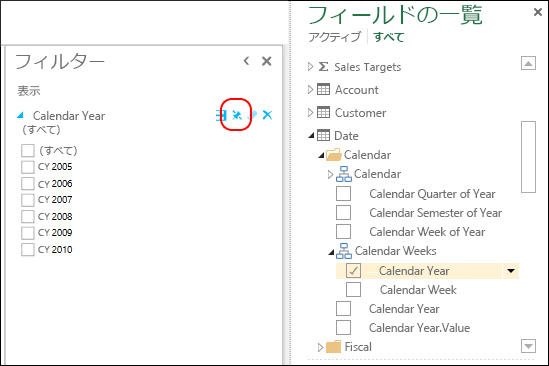 フィルター
表示
Calendar Year
(すべて)
(すべて)
CY 2005
CY 2006
CY 2007
CY 2008
CY 2009
CY 2010
フィールドの一覧
アクティブ すべて
Σ Sales Targets
Account
Customer
Date
Calendar
Calendar
Calendar Quarter of Year
Calendar Semester of Year
Calendar Week of Year
Calendar Weeks
Calendar Year
Calendar Week
Calendar Year
Calendar Year.Value
Fiscal